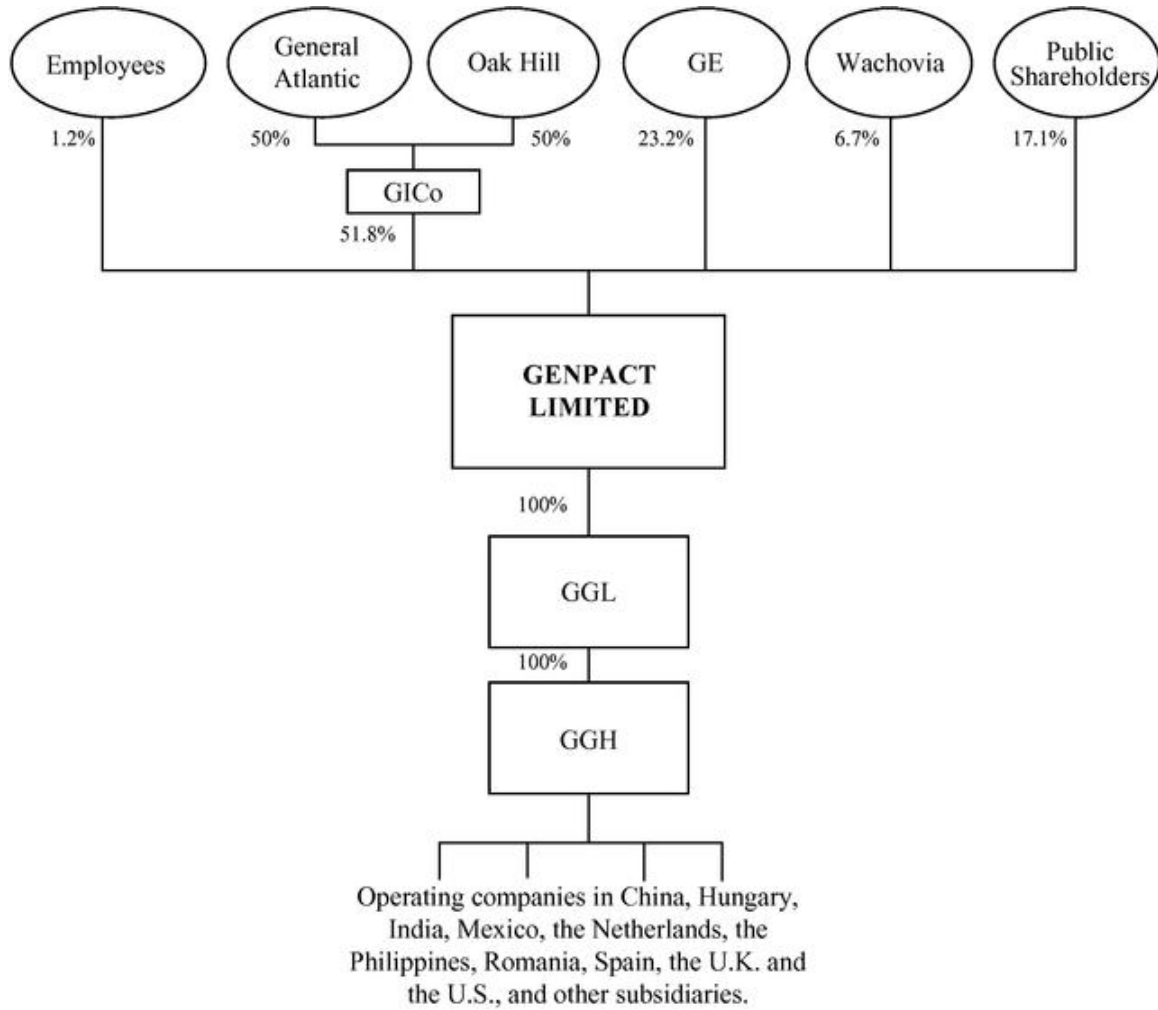 Employees
General
Atlantic
Oak Hill
GE
Wachovia
Public
Shareholders
1.2%
50%
50%
23.2%
6.7%
17.1%
GICo
51.8%
GENPACT
LIMITED
100%
GGL
100%
GGH
Operating companies in China, Hungary,
India, Mexico, the Netherlands, the
Philippines, Romania, Spain, the U.K. and
the U.S., and other subsidiaries.